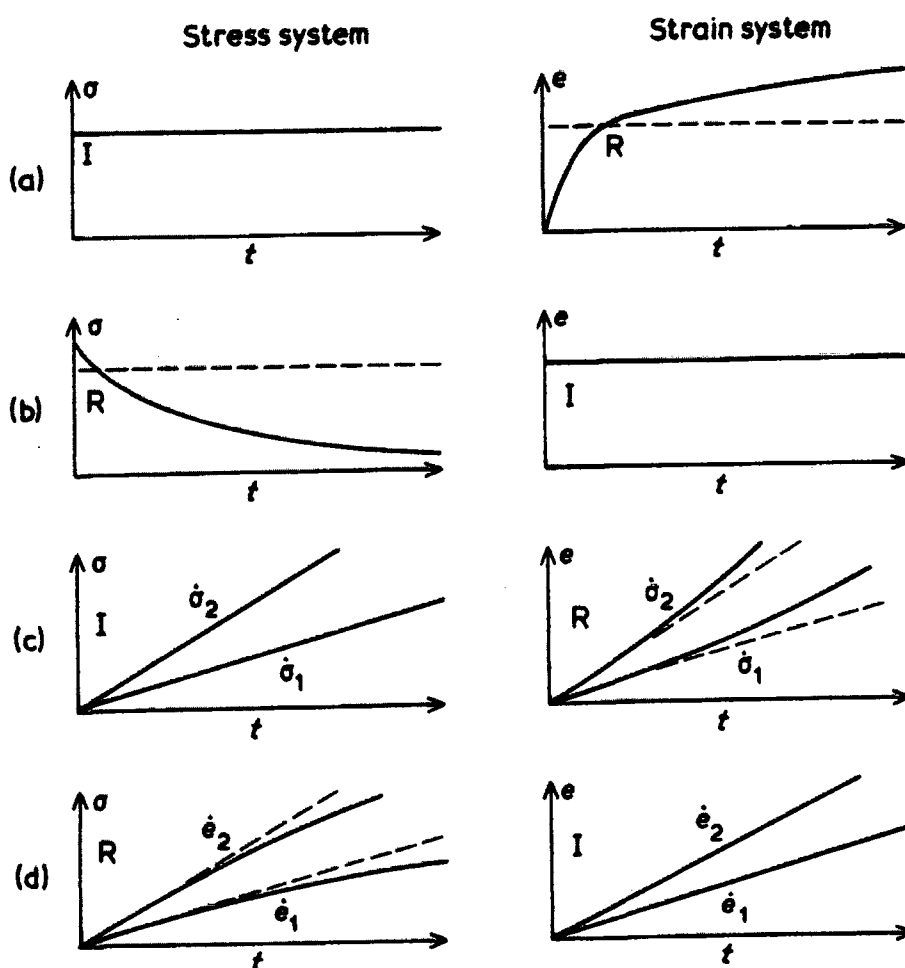 Stress system
Strain system
(a)
σ
I
t
e
R
t
(b)
σ
R
t
e
I
t
(c)
σ
I
σ̇₂
σ̇₁
t
e
R
σ̇₂
σ̇₁
t
(d)
σ
R
ė₂
ė₁
t
e
I
ė₂
ė₁
t